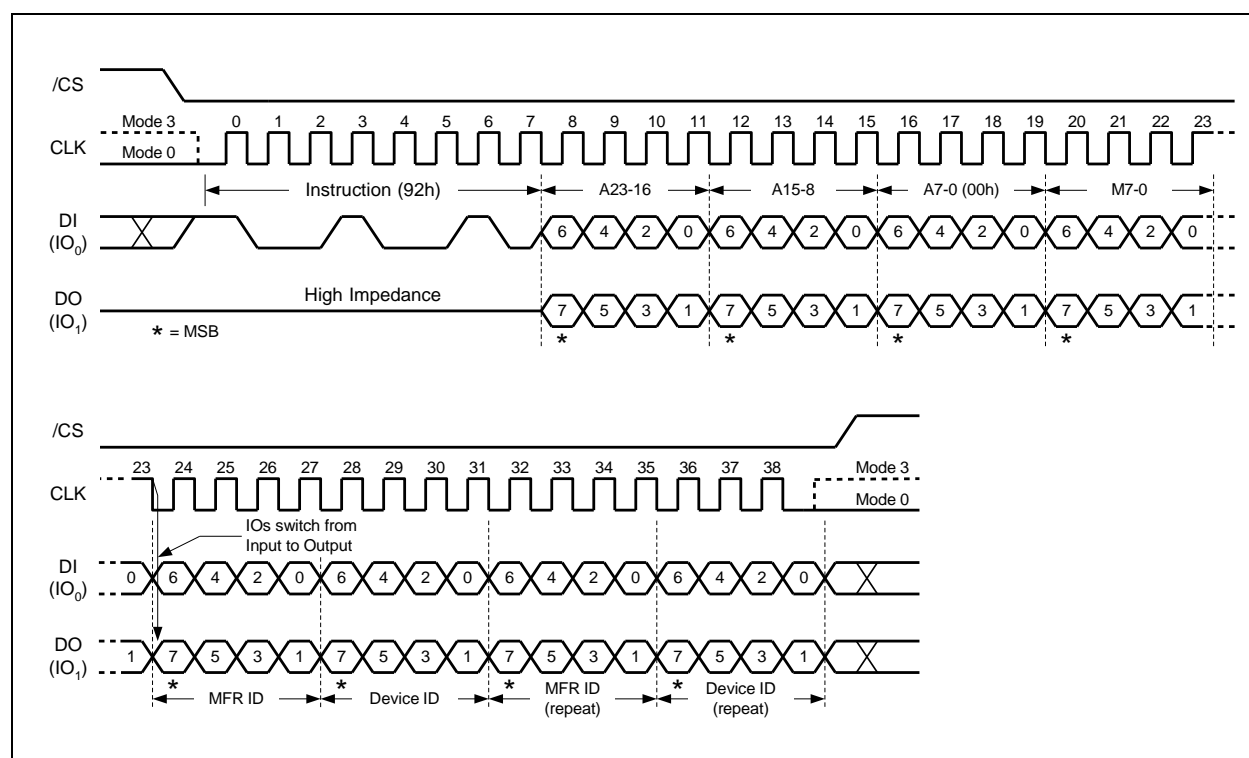 /CS
Mode 3 0 1 2 3 4 5 6 7 8 9 10 11 12 13 14 15 16 17 18 19 20 21 22 23
CLK
Mode 0
Instruction (92h) A23-16 A15-8 A7-0 (00h) M7-0
DI
(IO0)
6 4 2 0 6 4 2 0 6 4 2 0 6 4 2 0
High Impedance
DO
(IO1)
7 5 3 1 7 5 3 1 7 5 3 1 7 5 3 1
* = MSB
* * * *
/CS
23 24 25 26 27 28 29 30 31 32 33 34 35 36 37 38 Mode 3
CLK
Mode 0
IOs switch from
Input to Output
DI
(IO0)
0 6 4 2 0 6 4 2 0 6 4 2 0 6 4 2 0
DO
(IO1)
1 7 5 3 1 7 5 3 1 7 5 3 1 7 5 3 1
* * * *
MFR ID Device ID MFR ID
(repeat)
Device ID
(repeat)